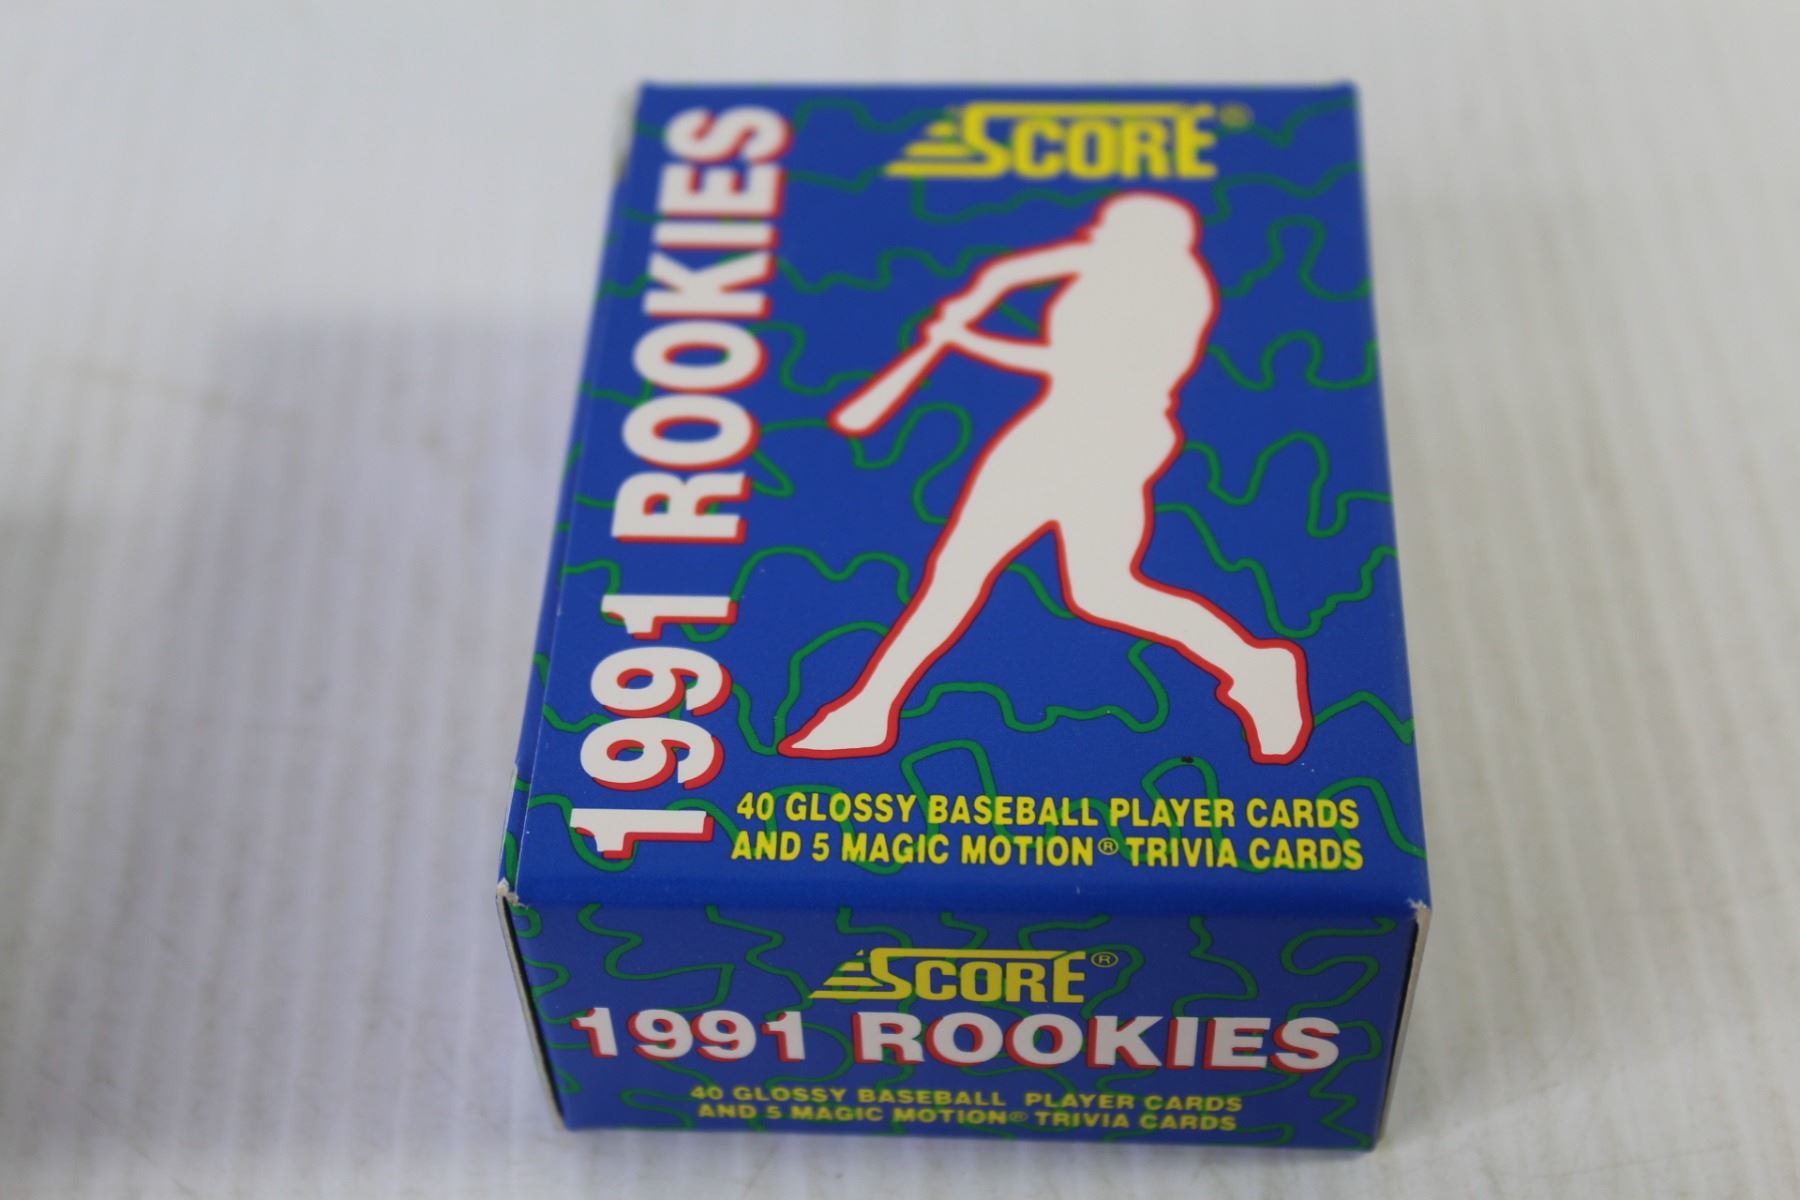 SCORE®
1991 ROOKIES
40 GLOSSY BASEBALL PLAYER CARDS
AND 5 MAGIC MOTION® TRIVIA CARDS
SCORE®
1991 ROOKIES
40 GLOSSY BASEBALL PLAYER CARDS
AND 5 MAGIC MOTION® TRIVIA CARDS